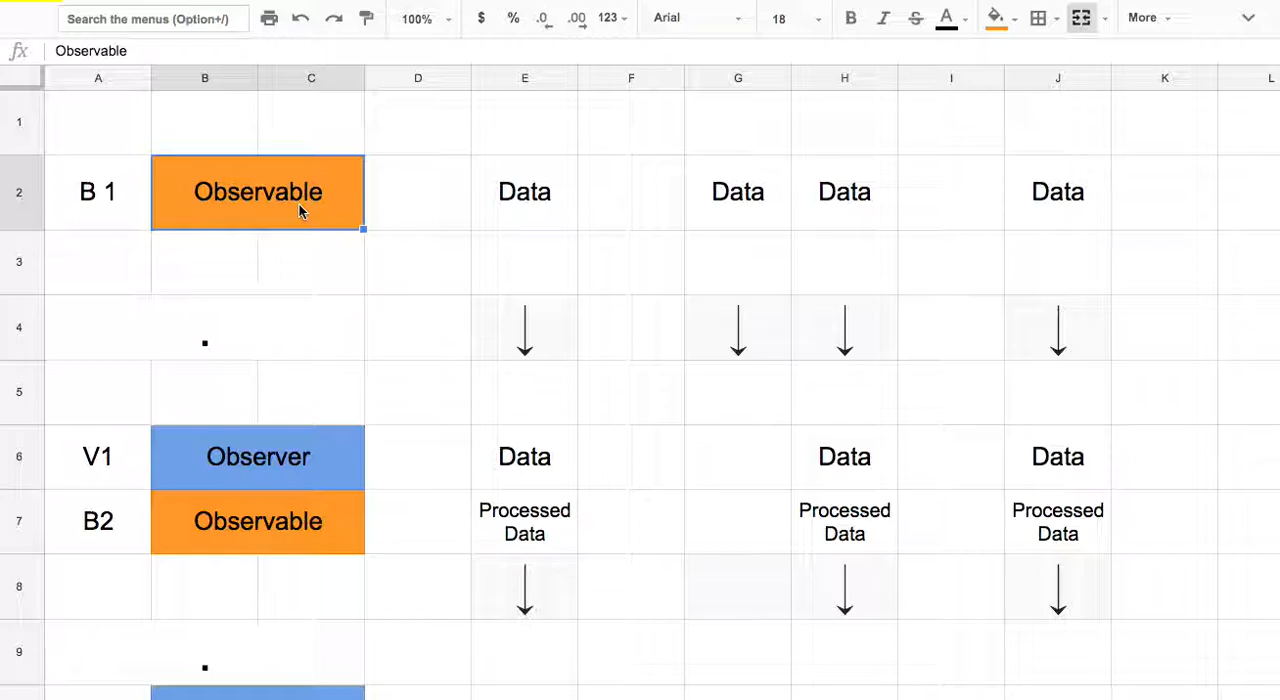 Search the menus (Option+/) 100% $ % .0 .00 123 Arial 18 B I S A More
fx Observable
A B C D E F G H I J K L
1
2 B 1 Observable Data Data Data Data
3
4 .
5
6 V1 Observer Data Data Data
7 B2 Observable Processed Data Processed Data Processed Data
8
9 .